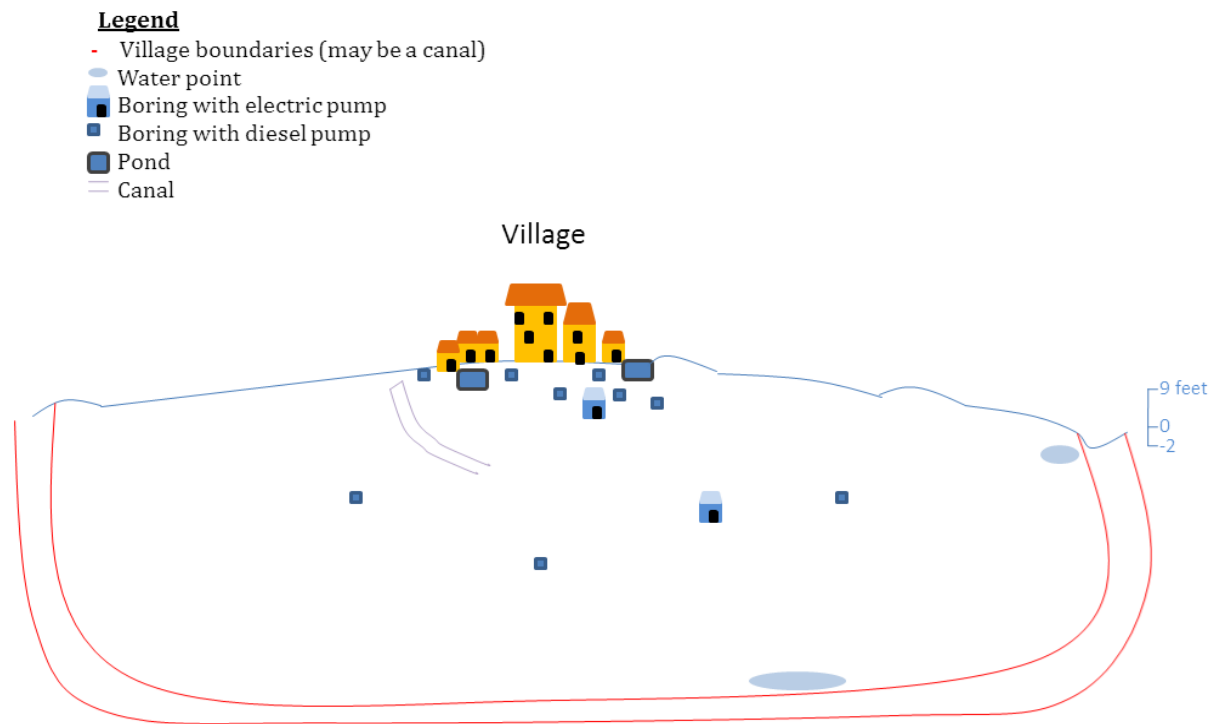 Legend
- Village boundaries (may be a canal)
Water point
Boring with electric pump
Boring with diesel pump
Pond
Canal
Village
9 feet
0
-2